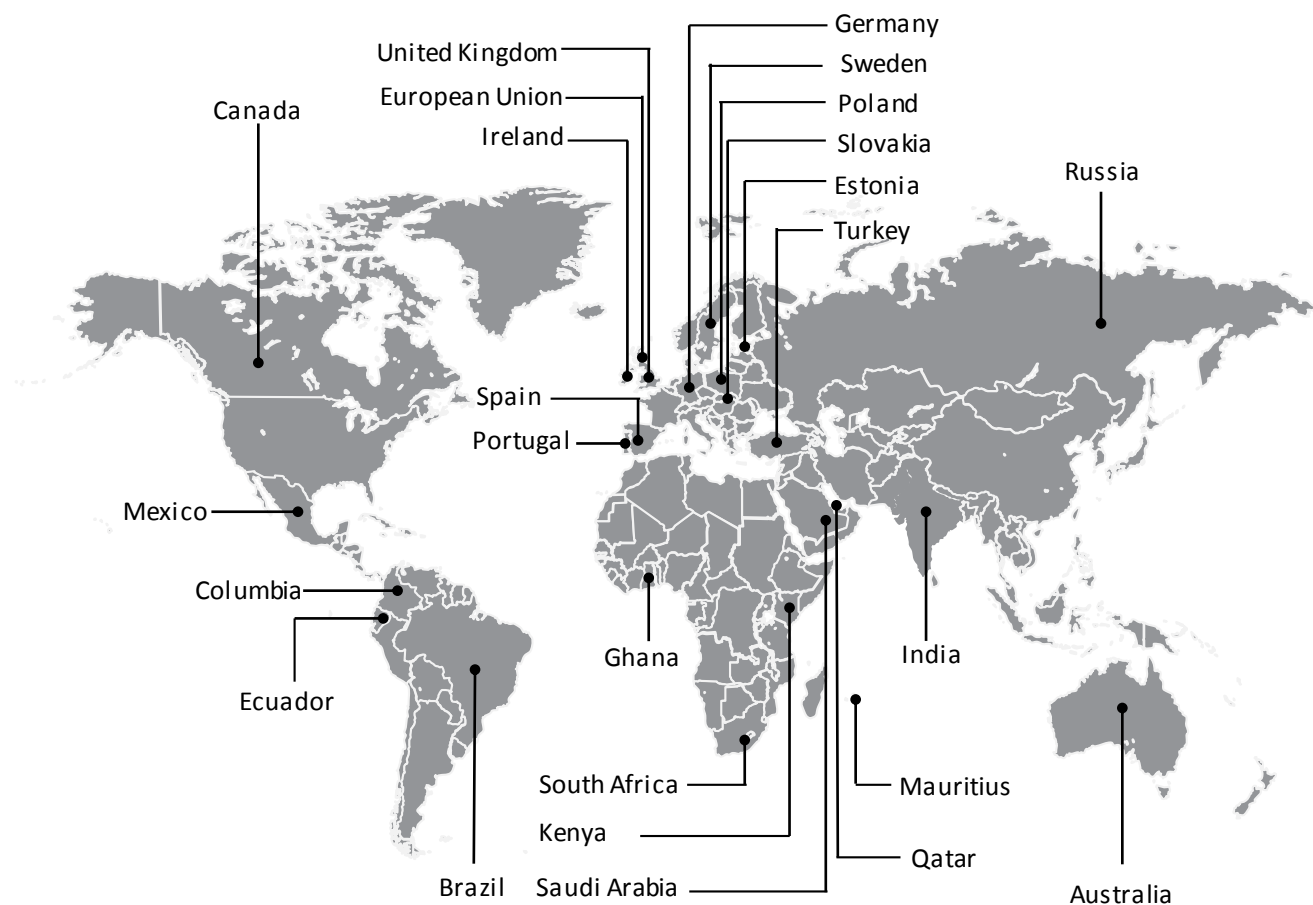 Germany
United Kingdom
Sweden
European Union
Poland
Canada
Ireland
Slovakia
Russia
Estonia
Turkey
Spain
Portugal
Mexico
Columbia
Ghana
India
Ecuador
South Africa
Mauritius
Kenya
Qatar
Brazil
Saudi Arabia
Australia